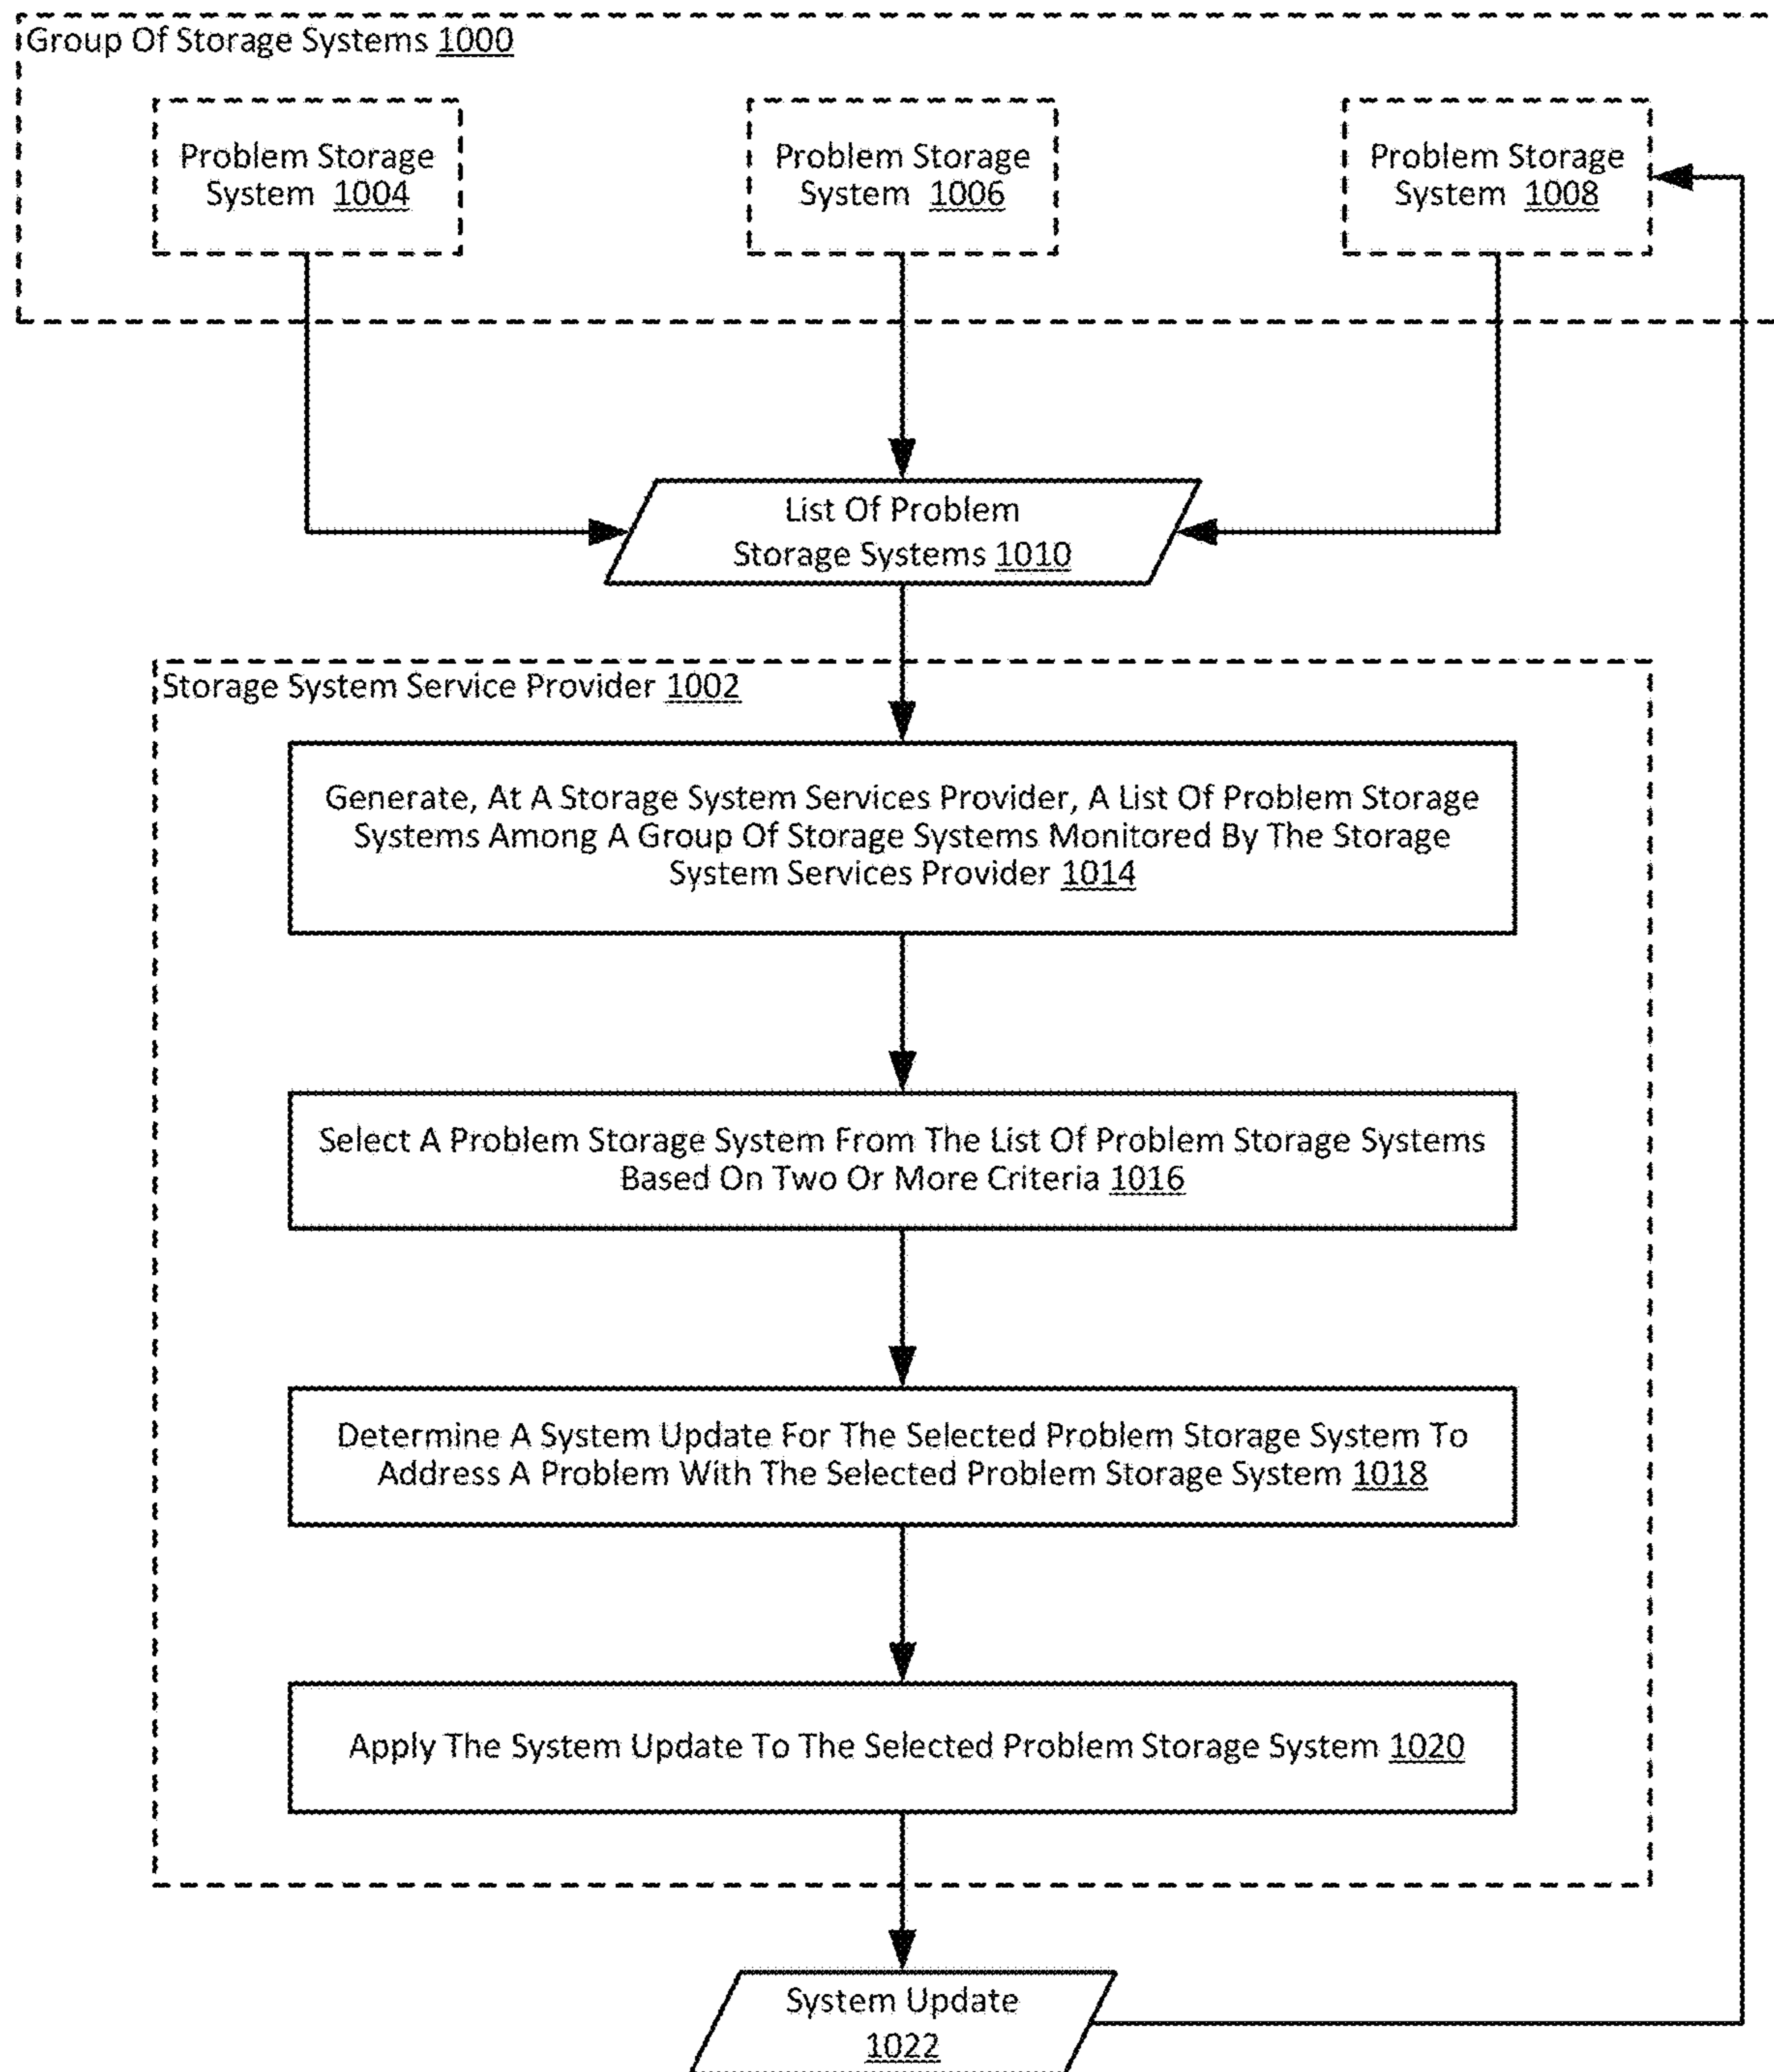 Group Of Storage Systems 1000
Problem Storage
System 1004
Problem Storage
System 1006
Problem Storage
System 1008
List Of Problem
Storage Systems 1010
Storage System Service Provider 1002
Generate, At A Storage System Services Provider, A List Of Problem Storage
Systems Among A Group Of Storage Systems Monitored By The Storage
System Services Provider 1014
Select A Problem Storage System From The List Of Problem Storage Systems
Based On Two Or More Criteria 1016
Determine A System Update For The Selected Problem Storage System To
Address A Problem With The Selected Problem Storage System 1018
Apply The System Update To The Selected Problem Storage System 1020
System Update
1022